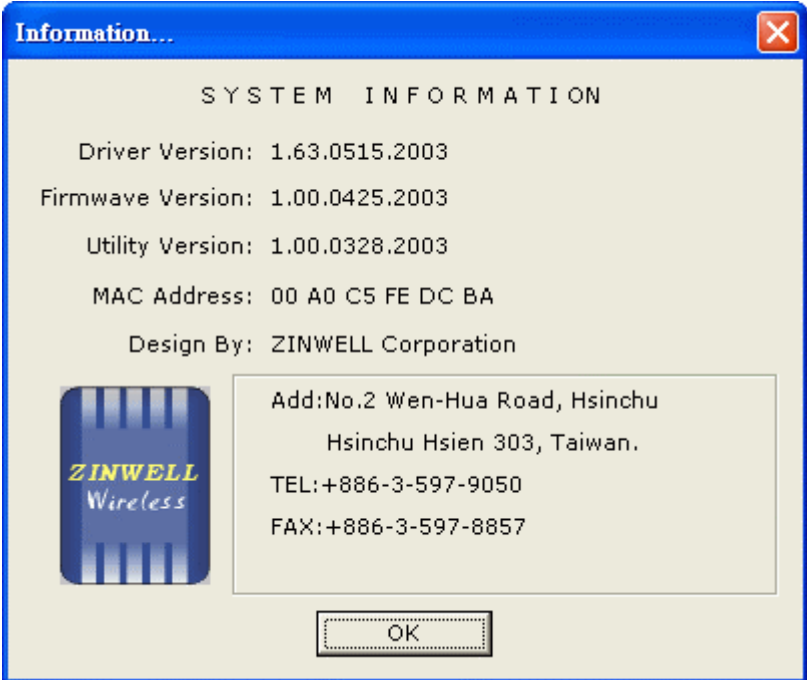 Information...
SYSTEM INFORMATION
Driver Version: 1.63.0515.2003
Firmwave Version: 1.00.0425.2003
Utility Version: 1.00.0328.2003
MAC Address: 00 A0 C5 FE DC BA
Design By: ZINWELL Corporation
ZINWELL
Wireless
Add:No.2 Wen-Hua Road, Hsinchu
Hsinchu Hsien 303, Taiwan.
TEL:+886-3-597-9050
FAX:+886-3-597-8857
OK